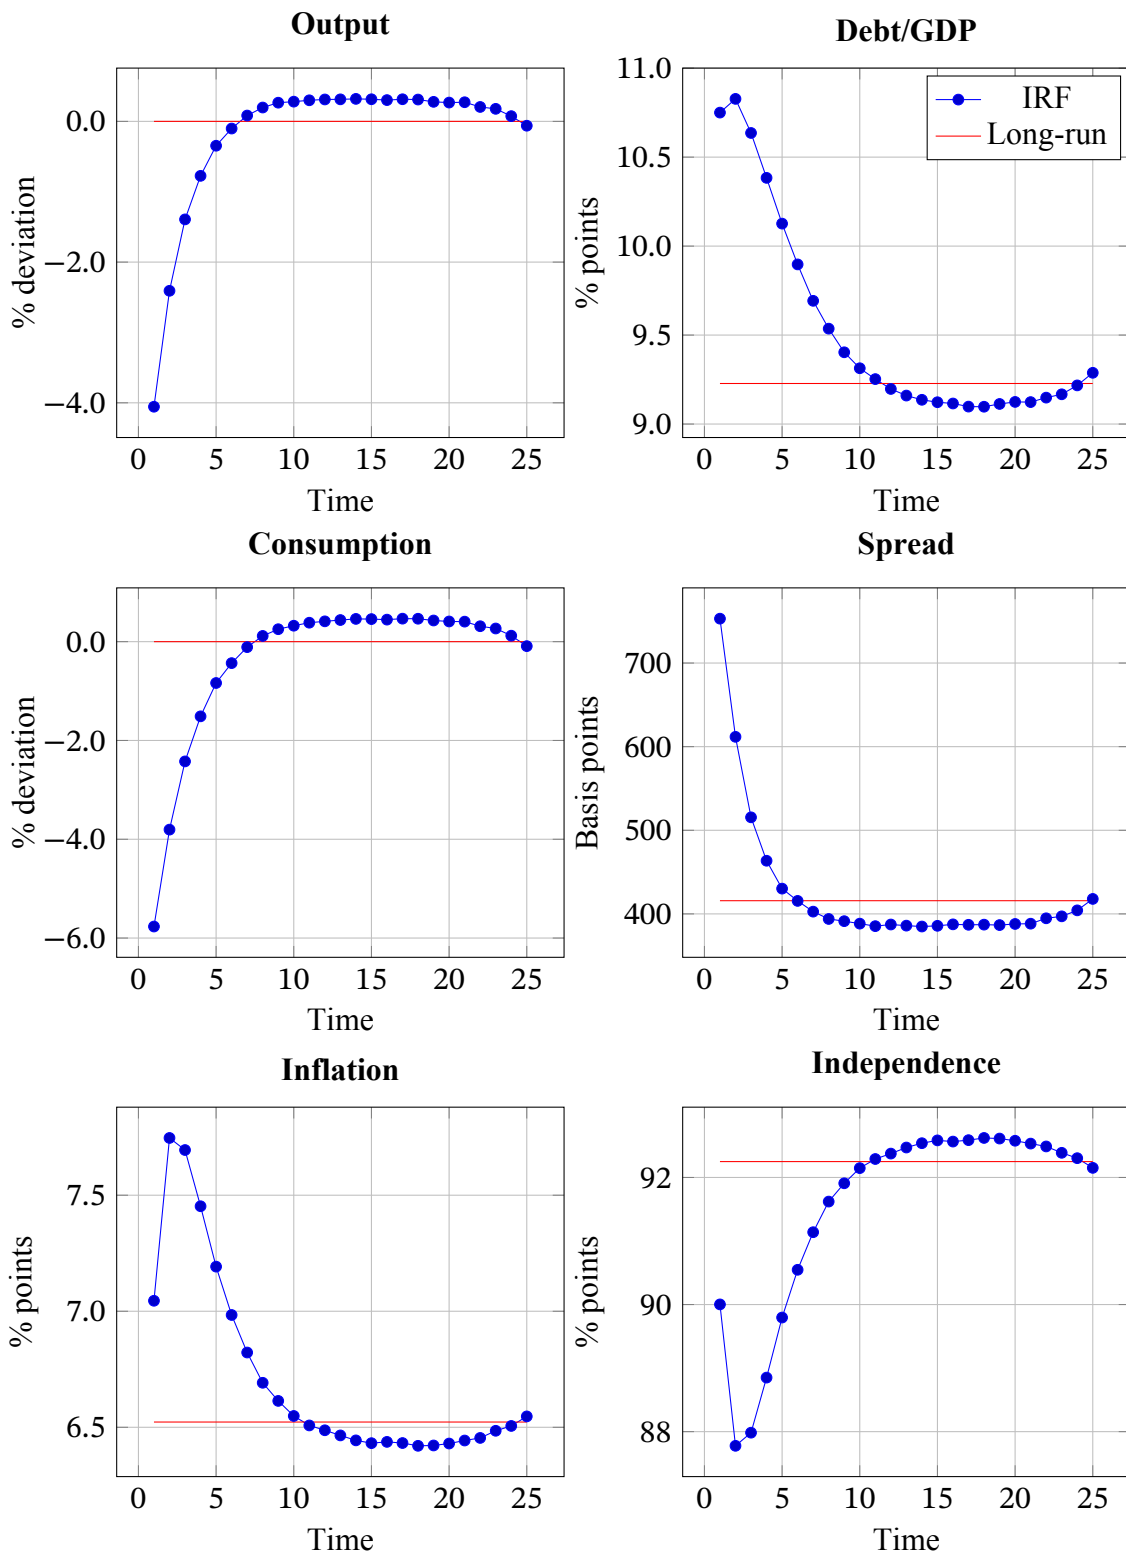 Output
0.0
−2.0
−4.0
% deviation
0 5 10 15 20 25
Time
Debt/GDP
11.0
10.5
10.0
9.5
9.0
% points
IRF
Long-run
0 5 10 15 20 25
Time
Consumption
0.0
−2.0
−4.0
−6.0
% deviation
0 5 10 15 20 25
Time
Spread
700
600
500
400
Basis points
0 5 10 15 20 25
Time
Inflation
7.5
7.0
6.5
% points
0 5 10 15 20 25
Time
Independence
92
90
88
% points
0 5 10 15 20 25
Time